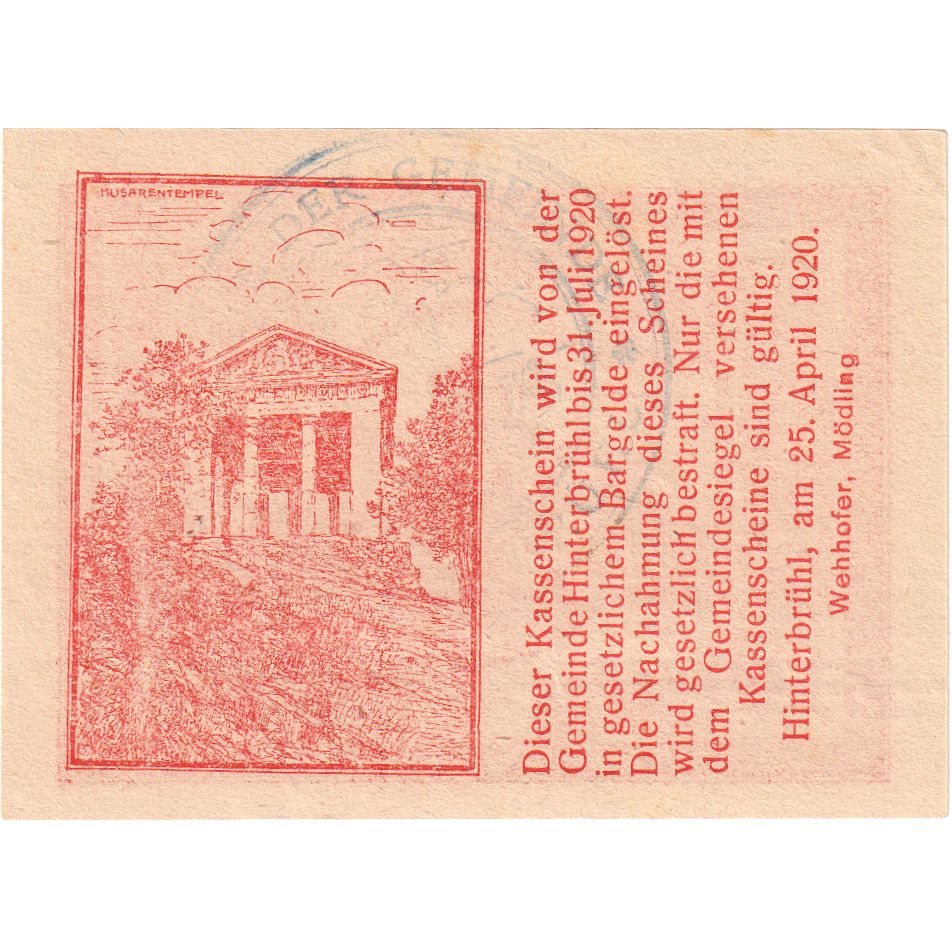 HUSARENTEMPEL
DER GEMEI
Dieser Kassenschein wird von der
Gemeinde Hinterbrühl bis 31. Juli 1920
in gesetzlichem Bargelde eingelöst.
Die Nachahmung dieses Scheines
wird gesetzlich bestraft. Nur die mit
dem Gemeindesiegel versehenen
Kassenscheine sind gültig.
Hinterbrühl, am 25. April 1920.
Wehhofer, Mödling